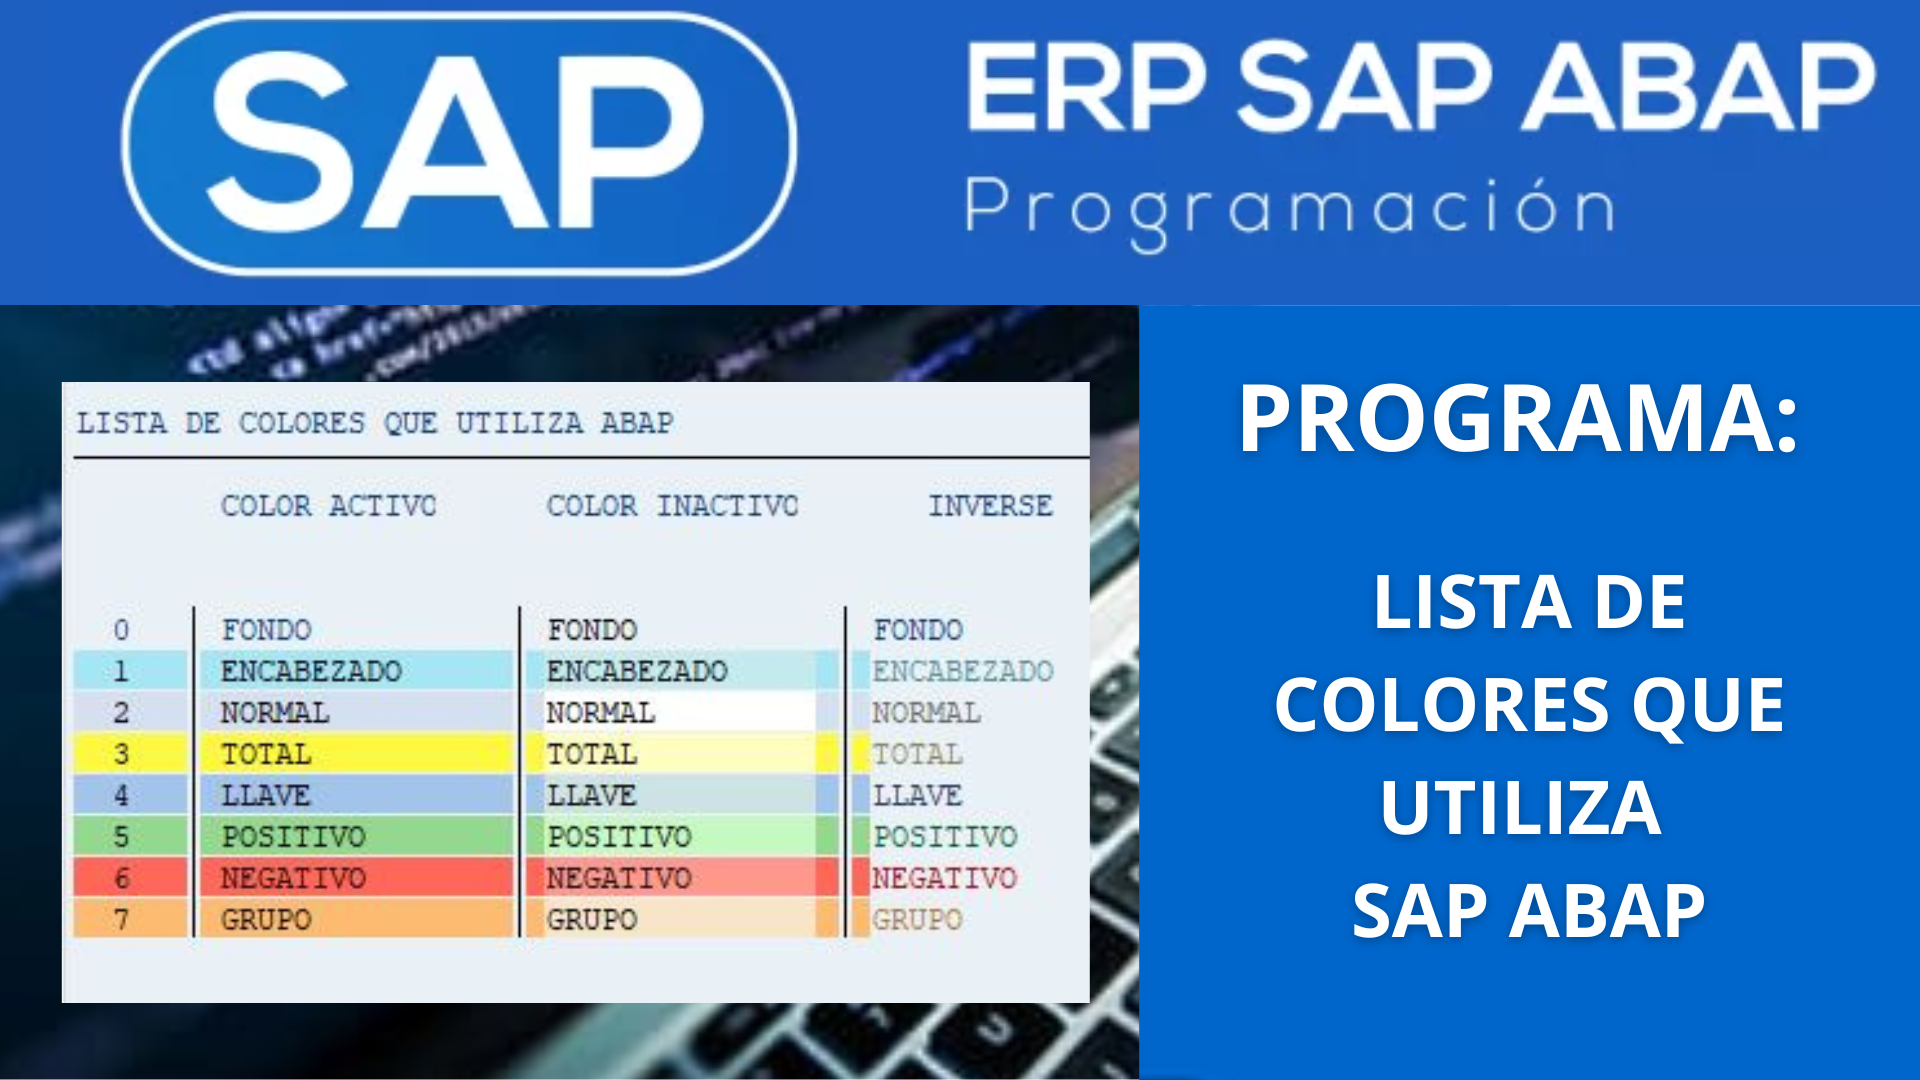 SAP
ERP SAP ABAP
Programación
LISTA DE COLORES QUE UTILIZA ABAP
COLOR ACTIVO COLOR INACTIVO INVERSE
0 FONDO FONDO FONDO
1 ENCABEZADO ENCABEZADO ENCABEZADO
2 NORMAL NORMAL NORMAL
3 TOTAL TOTAL TOTAL
4 LLAVE LLAVE LLAVE
5 POSITIVO POSITIVO POSITIVO
6 NEGATIVO NEGATIVO NEGATIVO
7 GRUPO GRUPO GRUPO
PROGRAMA:
LISTA DE
COLORES QUE
UTILIZA
SAP ABAP